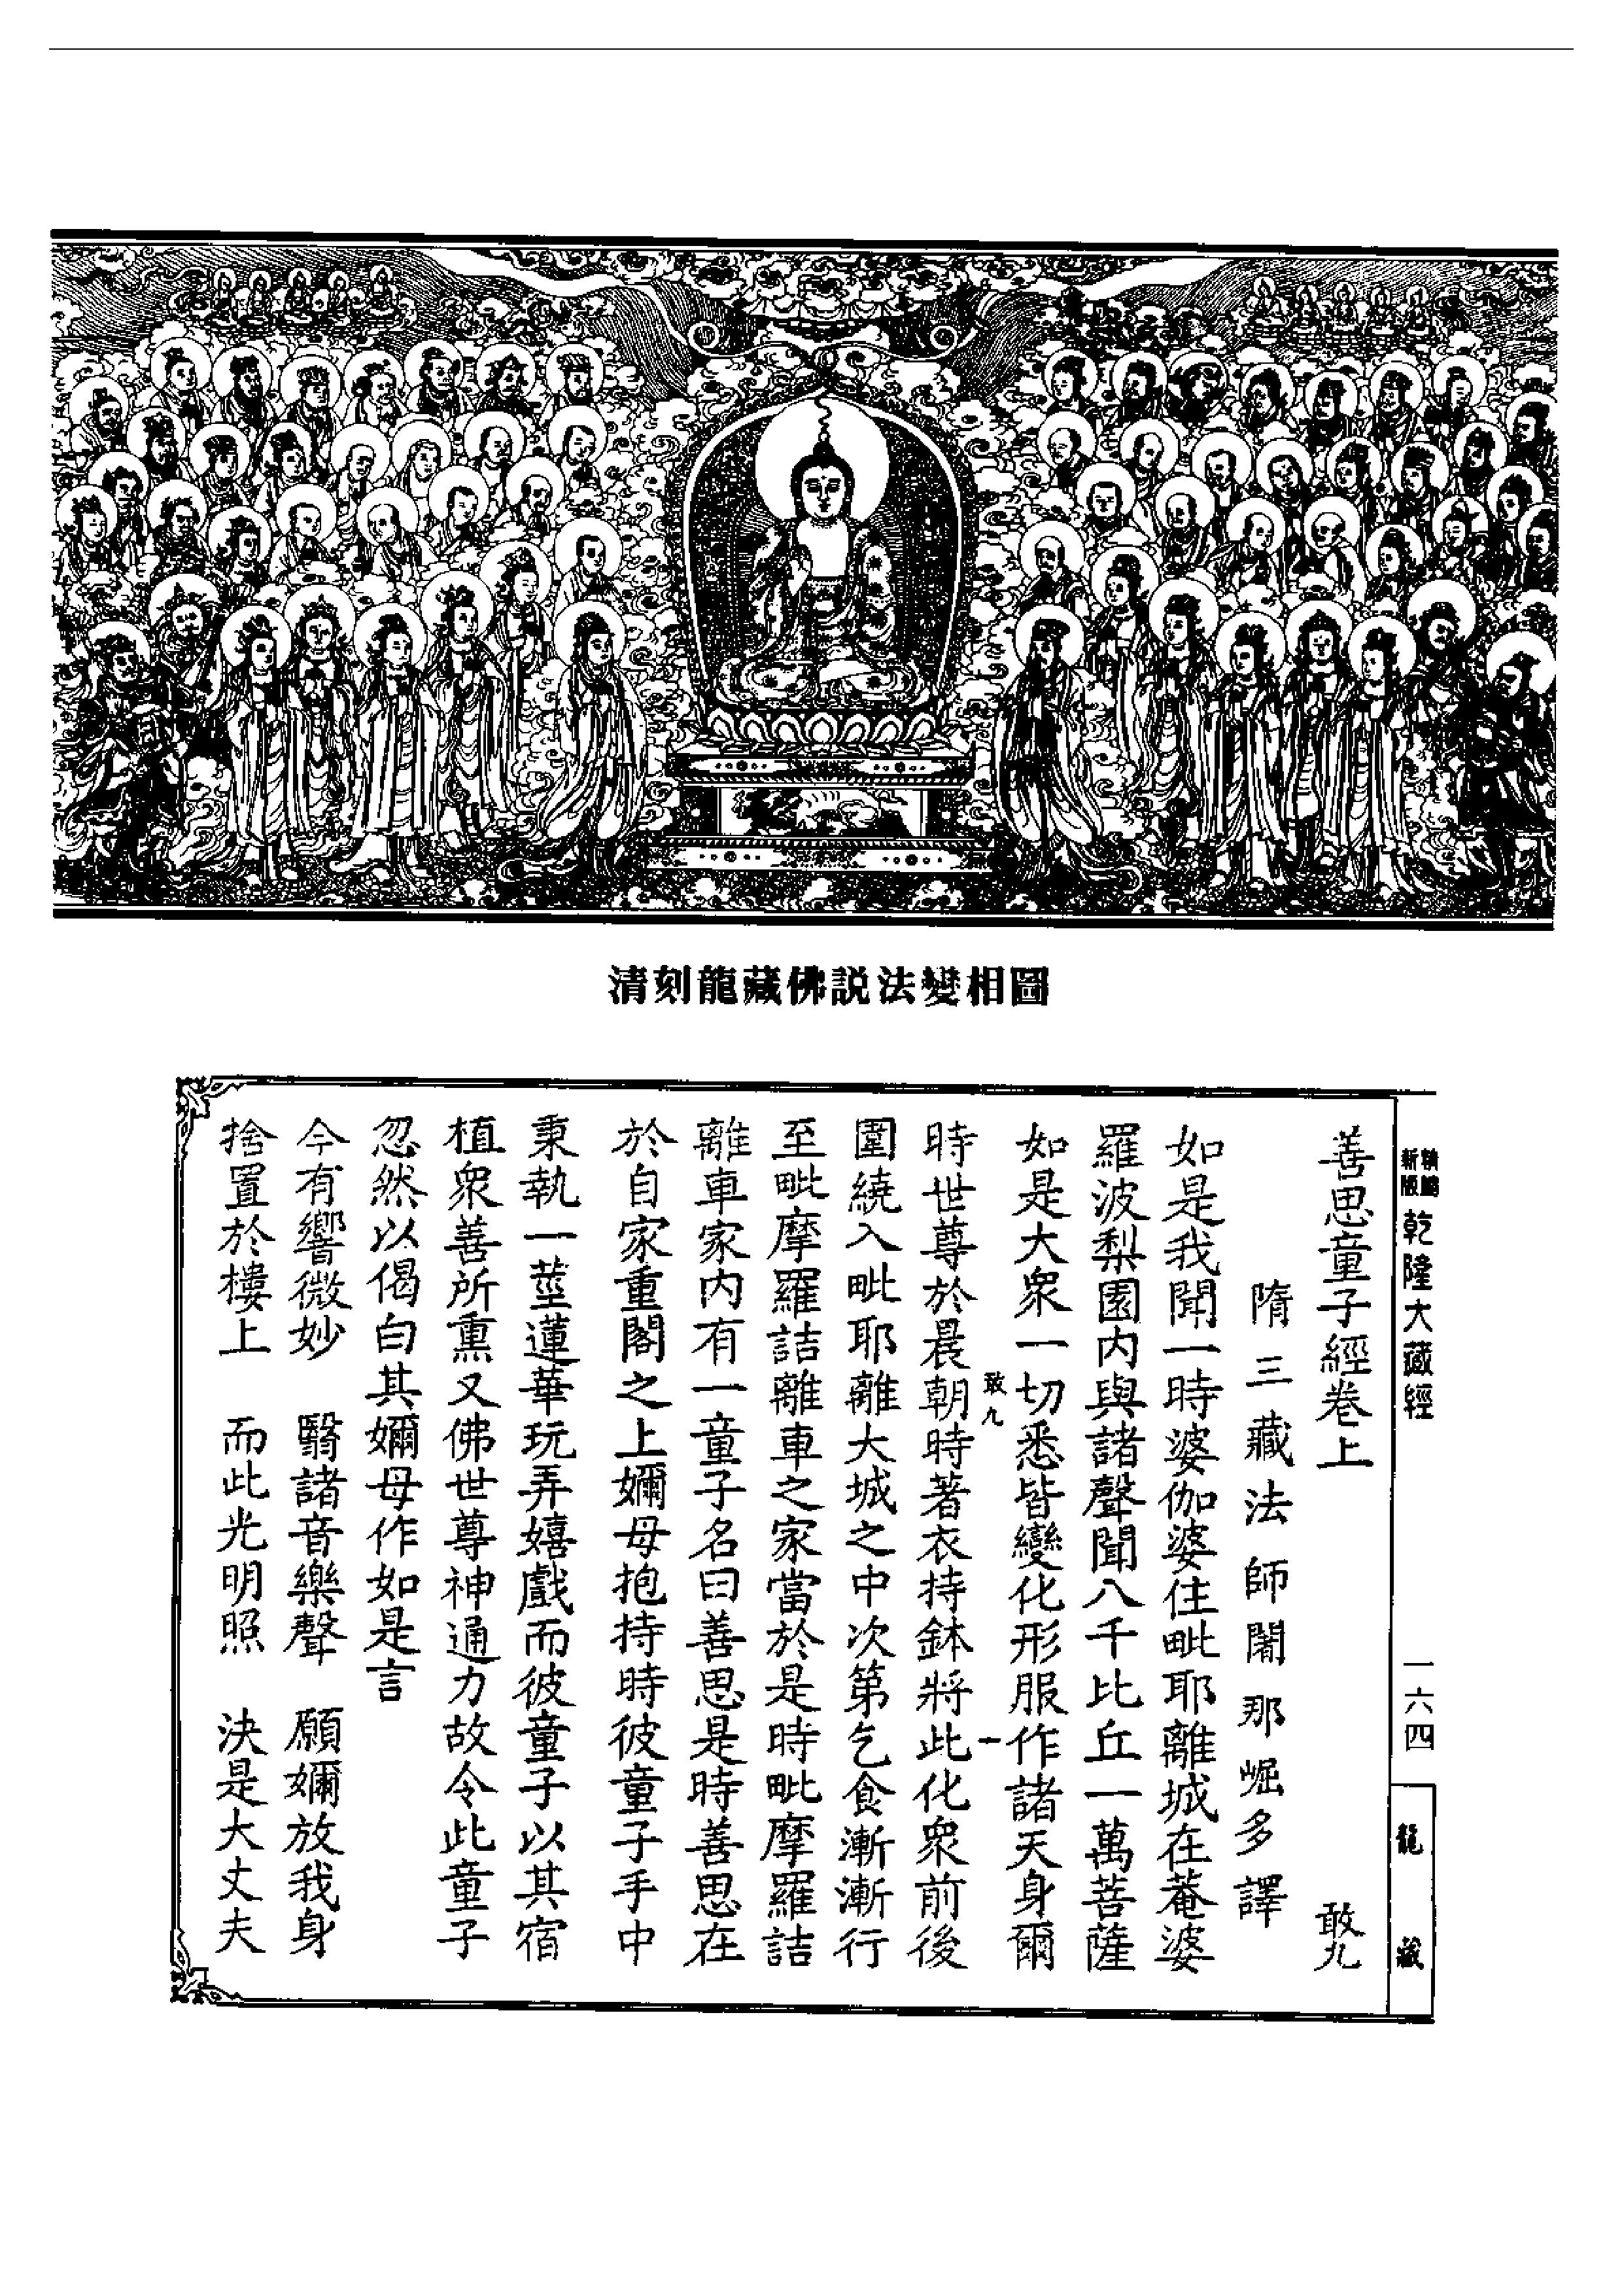 清刻龍藏佛説法變相圖
新版
乾隆大藏經
一六四
龍藏
善思童子經卷上 敢九
隋三藏法師闍那崛多譯
如是我聞一時婆伽婆住毗耶離城在菴婆
羅波梨園内與諸聲聞八千比丘一萬菩薩
如是大衆一切悉皆變化形服作諸天身爾
敢九 一
時世尊於晨朝時著衣持鉢將此化衆前後
圍繞入毗耶離大城之中次第乞食漸漸行
至毗摩羅詰離車之家當於是時毗摩羅詰
離車家内有一童子名曰善思是時善思在
於自家重閣之上嬭母抱持時彼童子手中
秉執一莖蓮華玩弄嬉戲而彼童子以其宿
植衆善所熏又佛世尊神通力故令此童子
忽然以偈白其嬭母作如是言
今有響微妙 翳諸音樂聲 願嬭放我身
捨置於樓上 而此光明照 決是大丈夫